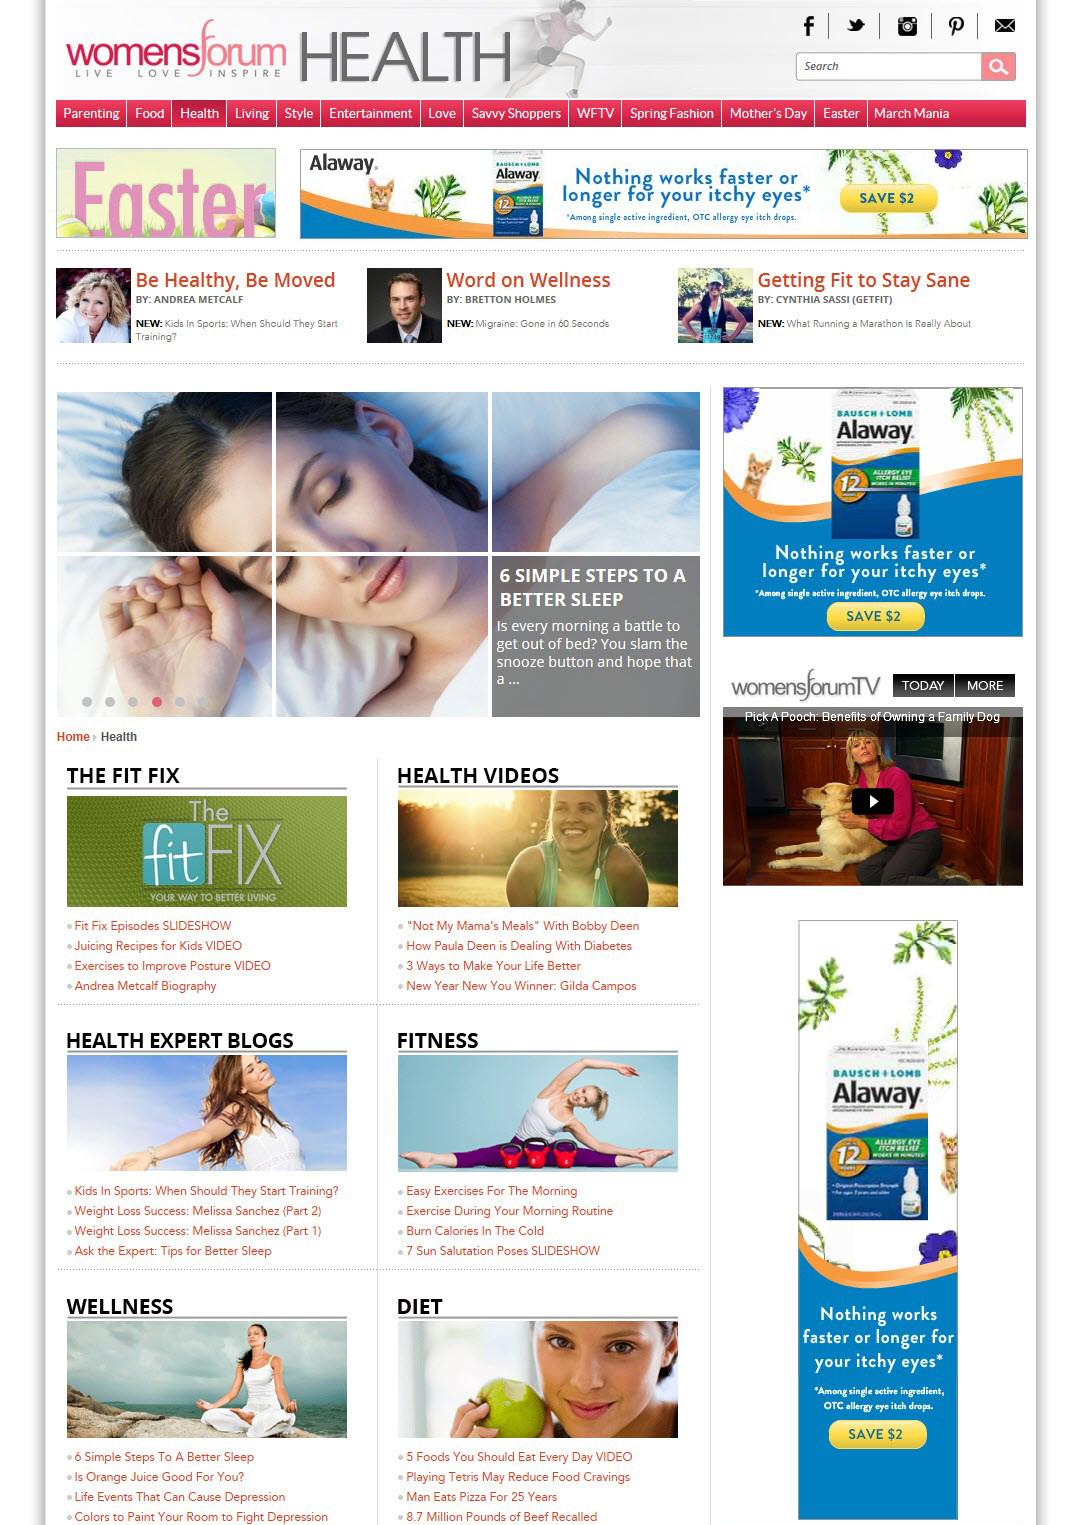 womensforum HEALTH
LIVE LOVE INSPIRE
Search
Parenting Food Health Living Style Entertainment Love Savvy Shoppers WFTV Spring Fashion Mother's Day Easter March Mania
Easter
Alaway
BAUSCH + LOMB
Alaway
12
Nothing works faster or
longer for your itchy eyes*
*Among single active ingredient, OTC allergy eye itch drops.
SAVE $2
Be Healthy, Be Moved
BY: ANDREA METCALF
NEW: Kids In Sports: When Should They Start
Training?
Word on Wellness
BY: BRETTON HOLMES
NEW: Migraine: Gone in 60 Seconds
Getting Fit to Stay Sane
BY: CYNTHIA SASSI (GETFIT)
NEW: What Running a Marathon Is Really About
6 SIMPLE STEPS TO A
BETTER SLEEP
Is every morning a battle to
get out of bed? You slam the
snooze button and hope that
a ...
Home Health
THE FIT FIX
The
fit FIX
YOUR WAY TO BETTER LIVING
Fit Fix Episodes SLIDESHOW
Juicing Recipes for Kids VIDEO
Exercises to Improve Posture VIDEO
Andrea Metcalf Biography
HEALTH VIDEOS
"Not My Mama's Meals" With Bobby Deen
How Paula Deen is Dealing With Diabetes
3 Ways to Make Your Life Better
New Year New You Winner: Gilda Campos
HEALTH EXPERT BLOGS
Kids In Sports: When Should They Start Training?
Weight Loss Success: Melissa Sanchez (Part 2)
Weight Loss Success: Melissa Sanchez (Part 1)
Ask the Expert: Tips for Better Sleep
FITNESS
Easy Exercises For The Morning
Exercise During Your Morning Routine
Burn Calories In The Cold
7 Sun Salutation Poses SLIDESHOW
WELLNESS
6 Simple Steps To A Better Sleep
Is Orange Juice Good For You?
Life Events That Can Cause Depression
Colors to Paint Your Room to Fight Depression
DIET
5 Foods You Should Eat Every Day VIDEO
Playing Tetris May Reduce Food Cravings
Man Eats Pizza For 25 Years
8.7 Million Pounds of Beef Recalled
BAUSCH + LOMB
Alaway
12
ALLERGY EYE
ITCH RELIEF
WORKS IN MINUTES!
Nothing works faster or
longer for your itchy eyes*
*Among single active ingredient, OTC allergy eye itch drops.
SAVE $2
womensforumTV TODAY MORE
Pick A Pooch: Benefits of Owning a Family Dog
BAUSCH + LOMB
Alaway
12
ALLERGY EYE
ITCH RELIEF
WORKS IN MINUTES!
Nothing works
faster or longer for
your itchy eyes*
*Among single active ingredient,
OTC allergy eye itch drops.
SAVE $2